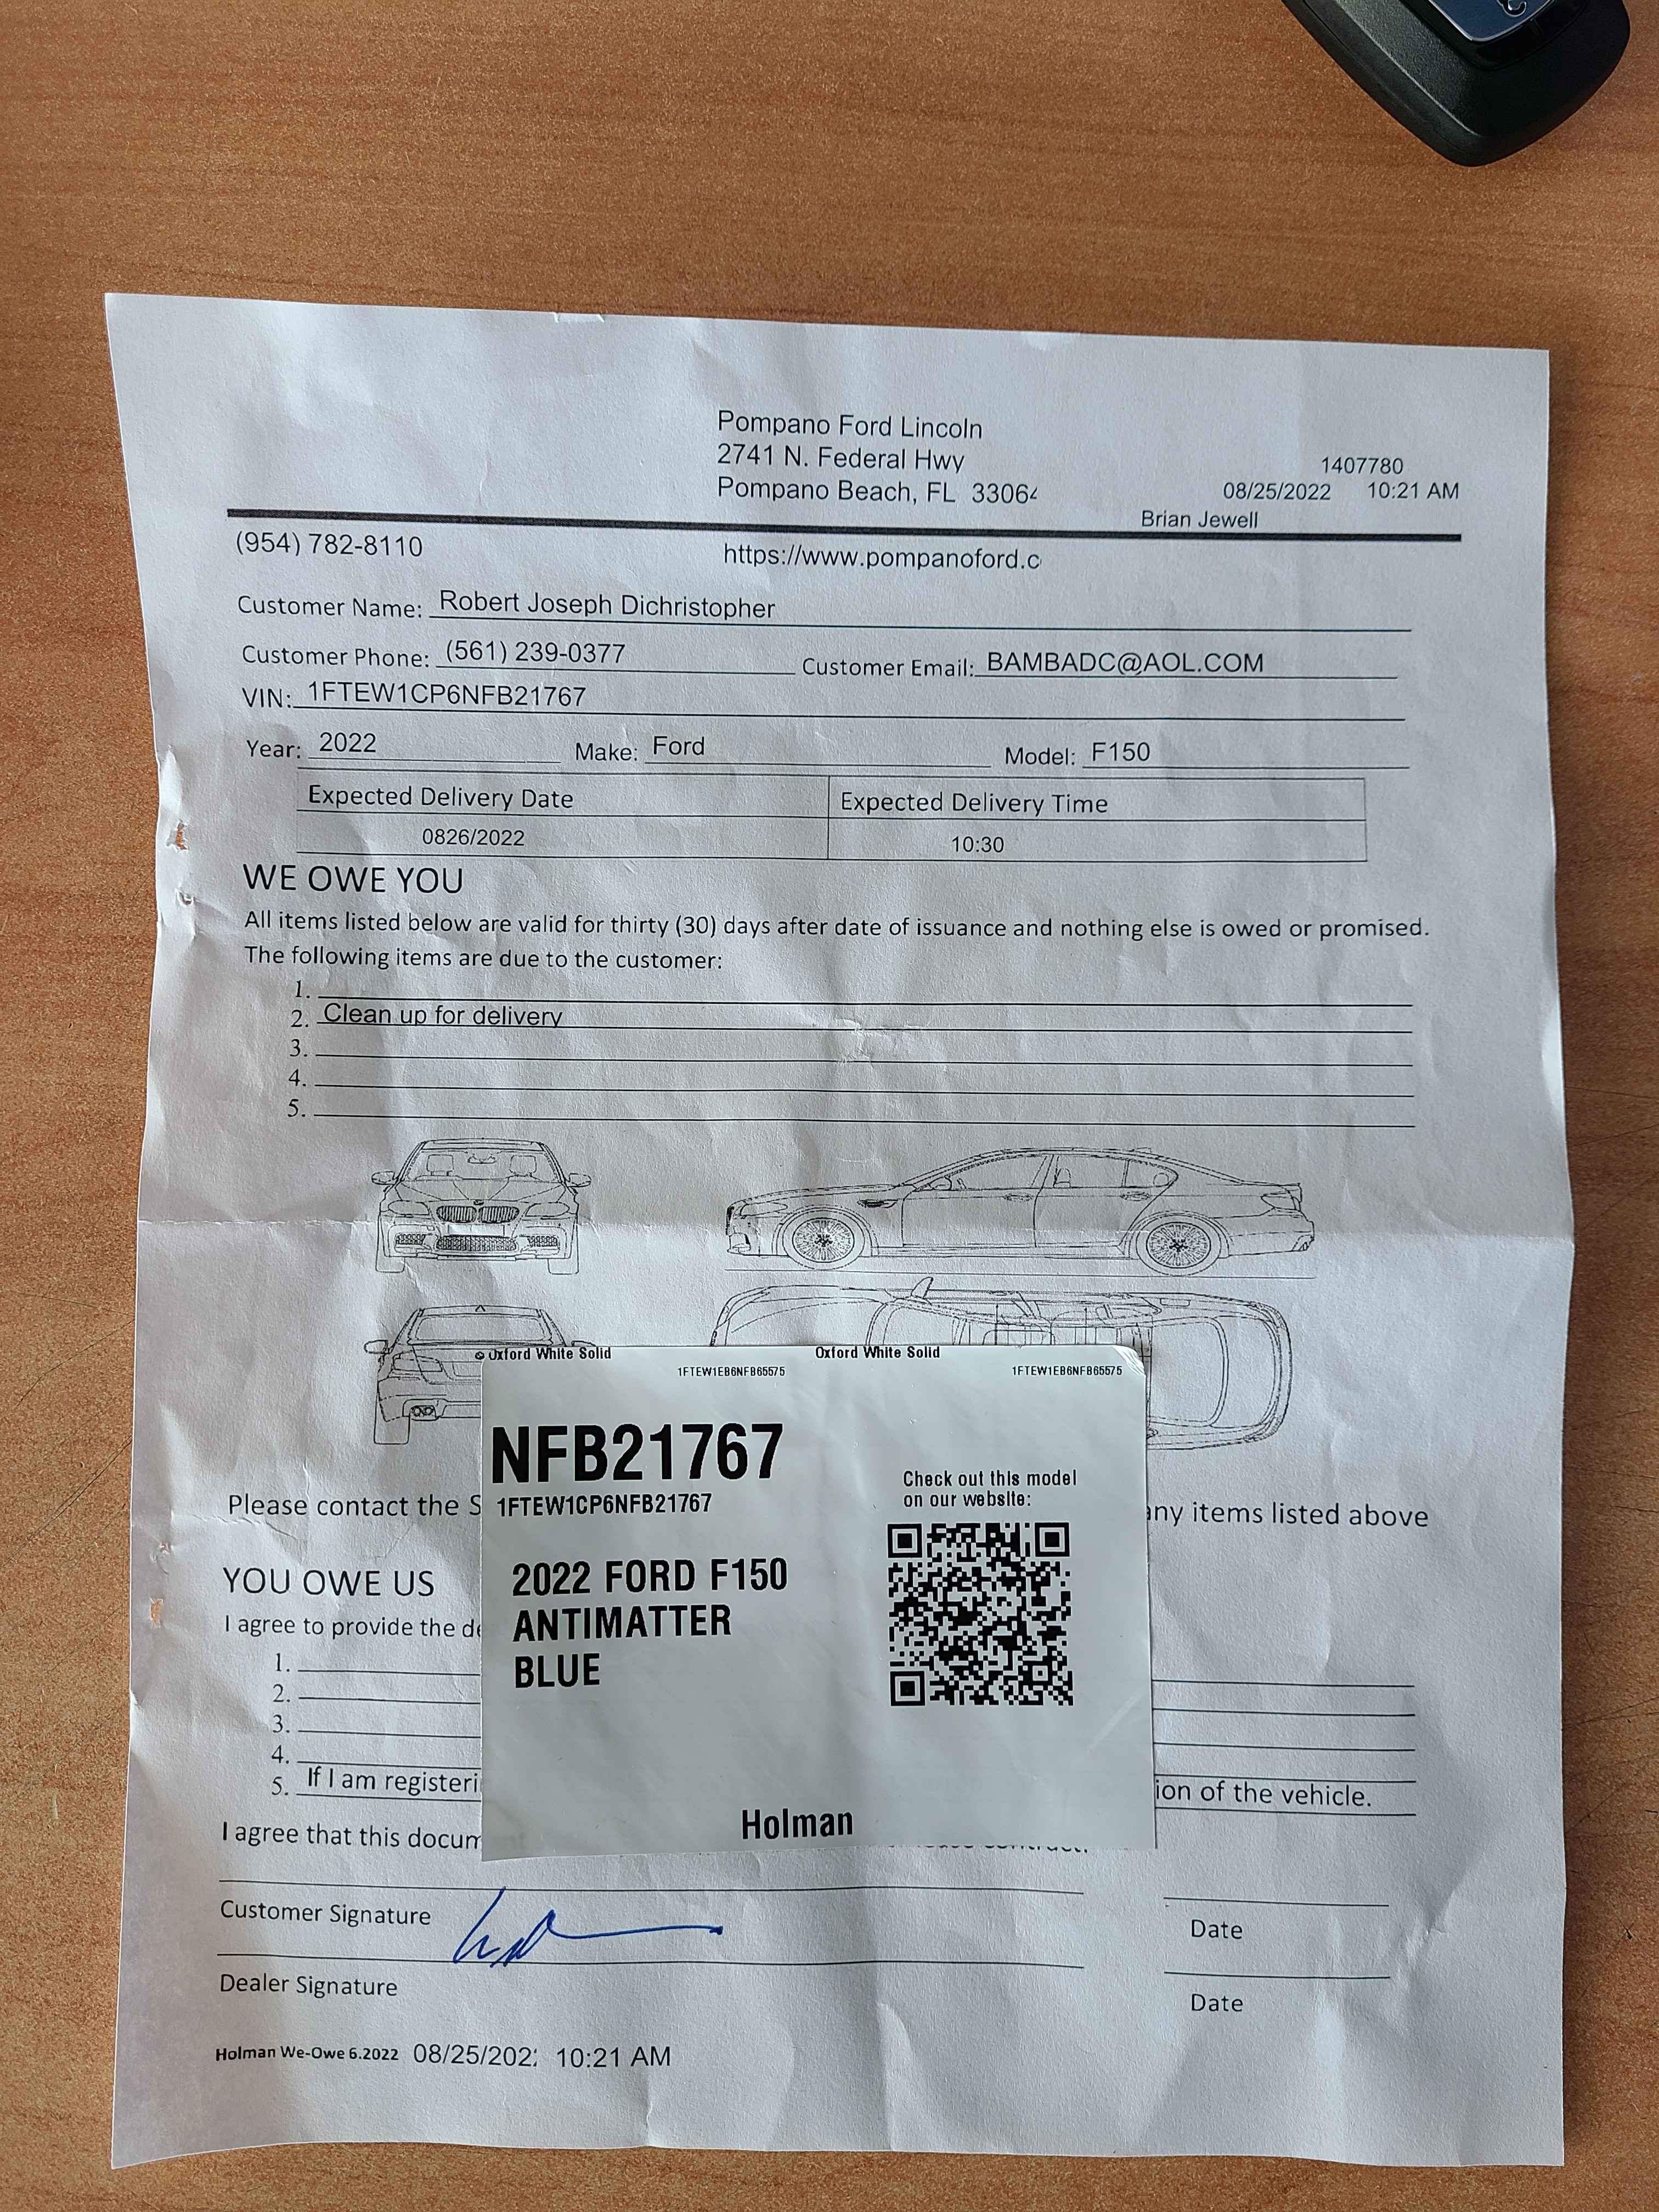 Pompano Ford Lincoln
2741 N. Federal Hwy
Pompano Beach, FL 33064
1407780
08/25/2022 10:21 AM
Brian Jewell
(954) 782-8110
https://www.pompanoford.c
Customer Name: Robert Joseph Dichristopher
Customer Phone: (561) 239-0377 Customer Email: BAMBADC@AOL.COM
VIN: 1FTEW1CP6NFB21767
Year: 2022 Make: Ford Model: F150
Expected Delivery Date Expected Delivery Time
0826/2022 10:30
WE OWE YOU
All items listed below are valid for thirty (30) days after date of issuance and nothing else is owed or promised.
The following items are due to the customer:
1.
2. Clean up for delivery
3.
4.
5.
Oxford White Solid Oxford White Solid
1FTEW1EB6NFB65575 1FTEW1EB6NFB65575
NFB21767
1FTEW1CP6NFB21767
2022 FORD F150
ANTIMATTER
BLUE
Check out this model
on our website:
Holman
Please contact the S
any items listed above
YOU OWE US
I agree to provide the de
1.
2.
3.
4.
5. If I am registeri
ion of the vehicle.
I agree that this docum
Customer Signature
Date
Dealer Signature
Date
Holman We-Owe 6.2022 08/25/202 10:21 AM